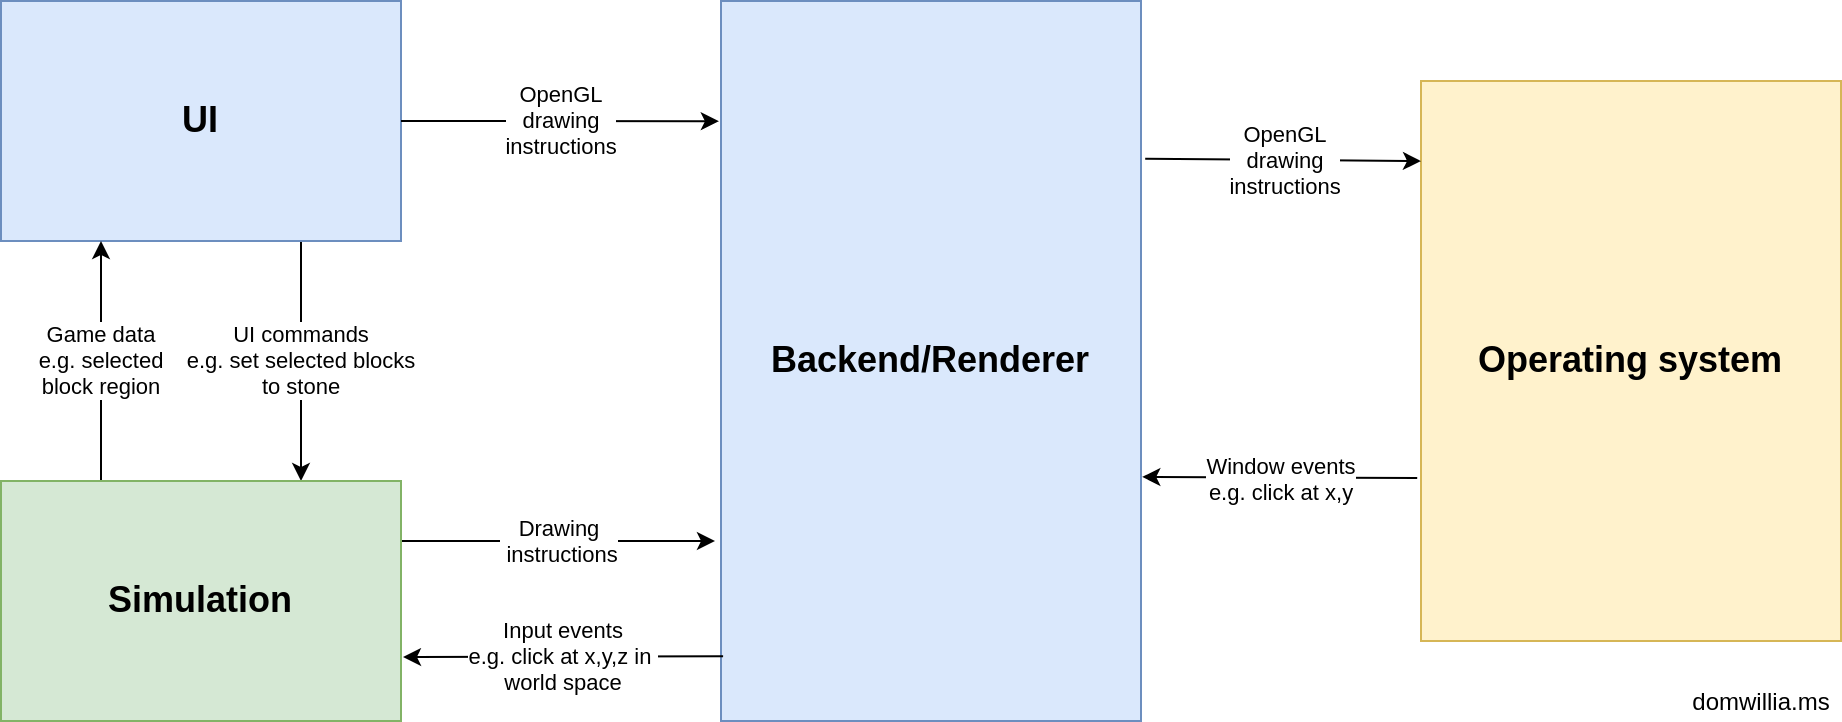 UI
OpenGL
drawing
instructions
OpenGL
drawing
instructions
Game data
e.g. selected
block region
UI commands
e.g. set selected blocks
to stone
Backend/Renderer
Operating system
Window events
e.g. click at x,y
Drawing
instructions
Simulation
Input events
e.g. click at x,y,z in
world space
domwillia.ms